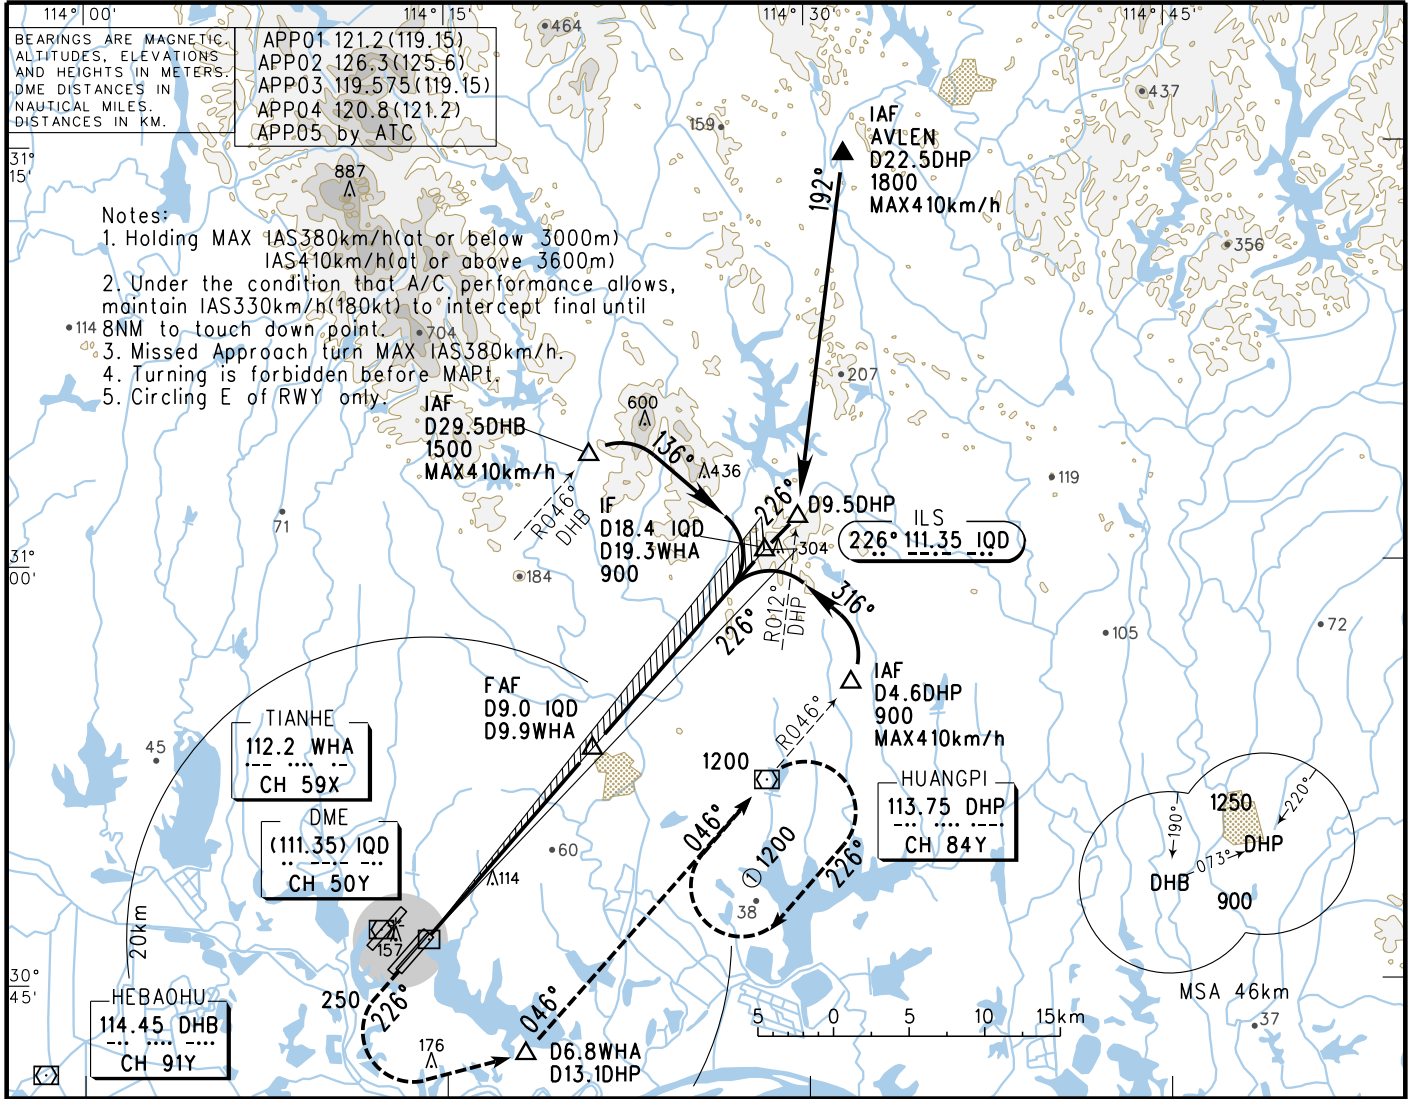 114° 00'
114° 15'
114° 30'
114° 45'
BEARINGS ARE MAGNETIC.
ALTITUDES, ELEVATIONS
AND HEIGHTS IN METERS.
DME DISTANCES IN
NAUTICAL MILES.
DISTANCES IN KM.
APP01 121.2(119.15)
APP02 126.3(125.6)
APP03 119.575(119.15)
APP04 120.8(121.2)
APP05 by ATC
464
159
437
IAF
AVLEN
D22.5DHP
1800
MAX410km/h
192°
31°
15'
887
356
Notes:
1. Holding MAX IAS380km/h(at or below 3000m)
IAS410km/h(at or above 3600m)
2. Under the condition that A/C performance allows,
maintain IAS330km/h(180kt) to intercept final until
8NM to touch down point.
3. Missed Approach turn MAX IAS380km/h.
4. Turning is forbidden before MAPt.
5. Circling E of RWY only.
114
704
207
IAF
D29.5DHB
1500
MAX410km/h
600
136°
436
R046°
DHB
119
71
IF
D18.4 IQD
D19.3WHA
900
226°
D9.5DHP
304
ILS
226° 111.35 IQD
31°
00'
184
R012°
DHP
316°
226°
105
72
IAF
D4.6DHP
900
MAX410km/h
R046°
FAF
D9.0 IQD
D9.9WHA
TIANHE
112.2 WHA
CH 59X
45
1200
HUANGPI
113.75 DHP
CH 84Y
DME
(111.35) IQD
CH 50Y
60
114
046°
1 1200
226°
38
1250
190°
220°
073°
DHP
DHB
900
MSA 46km
20km
157
30°
45'
250
226°
046°
HEBAOHU
114.45 DHB
CH 91Y
176
D6.8WHA
D13.1DHP
5 0 5 10 15km
37